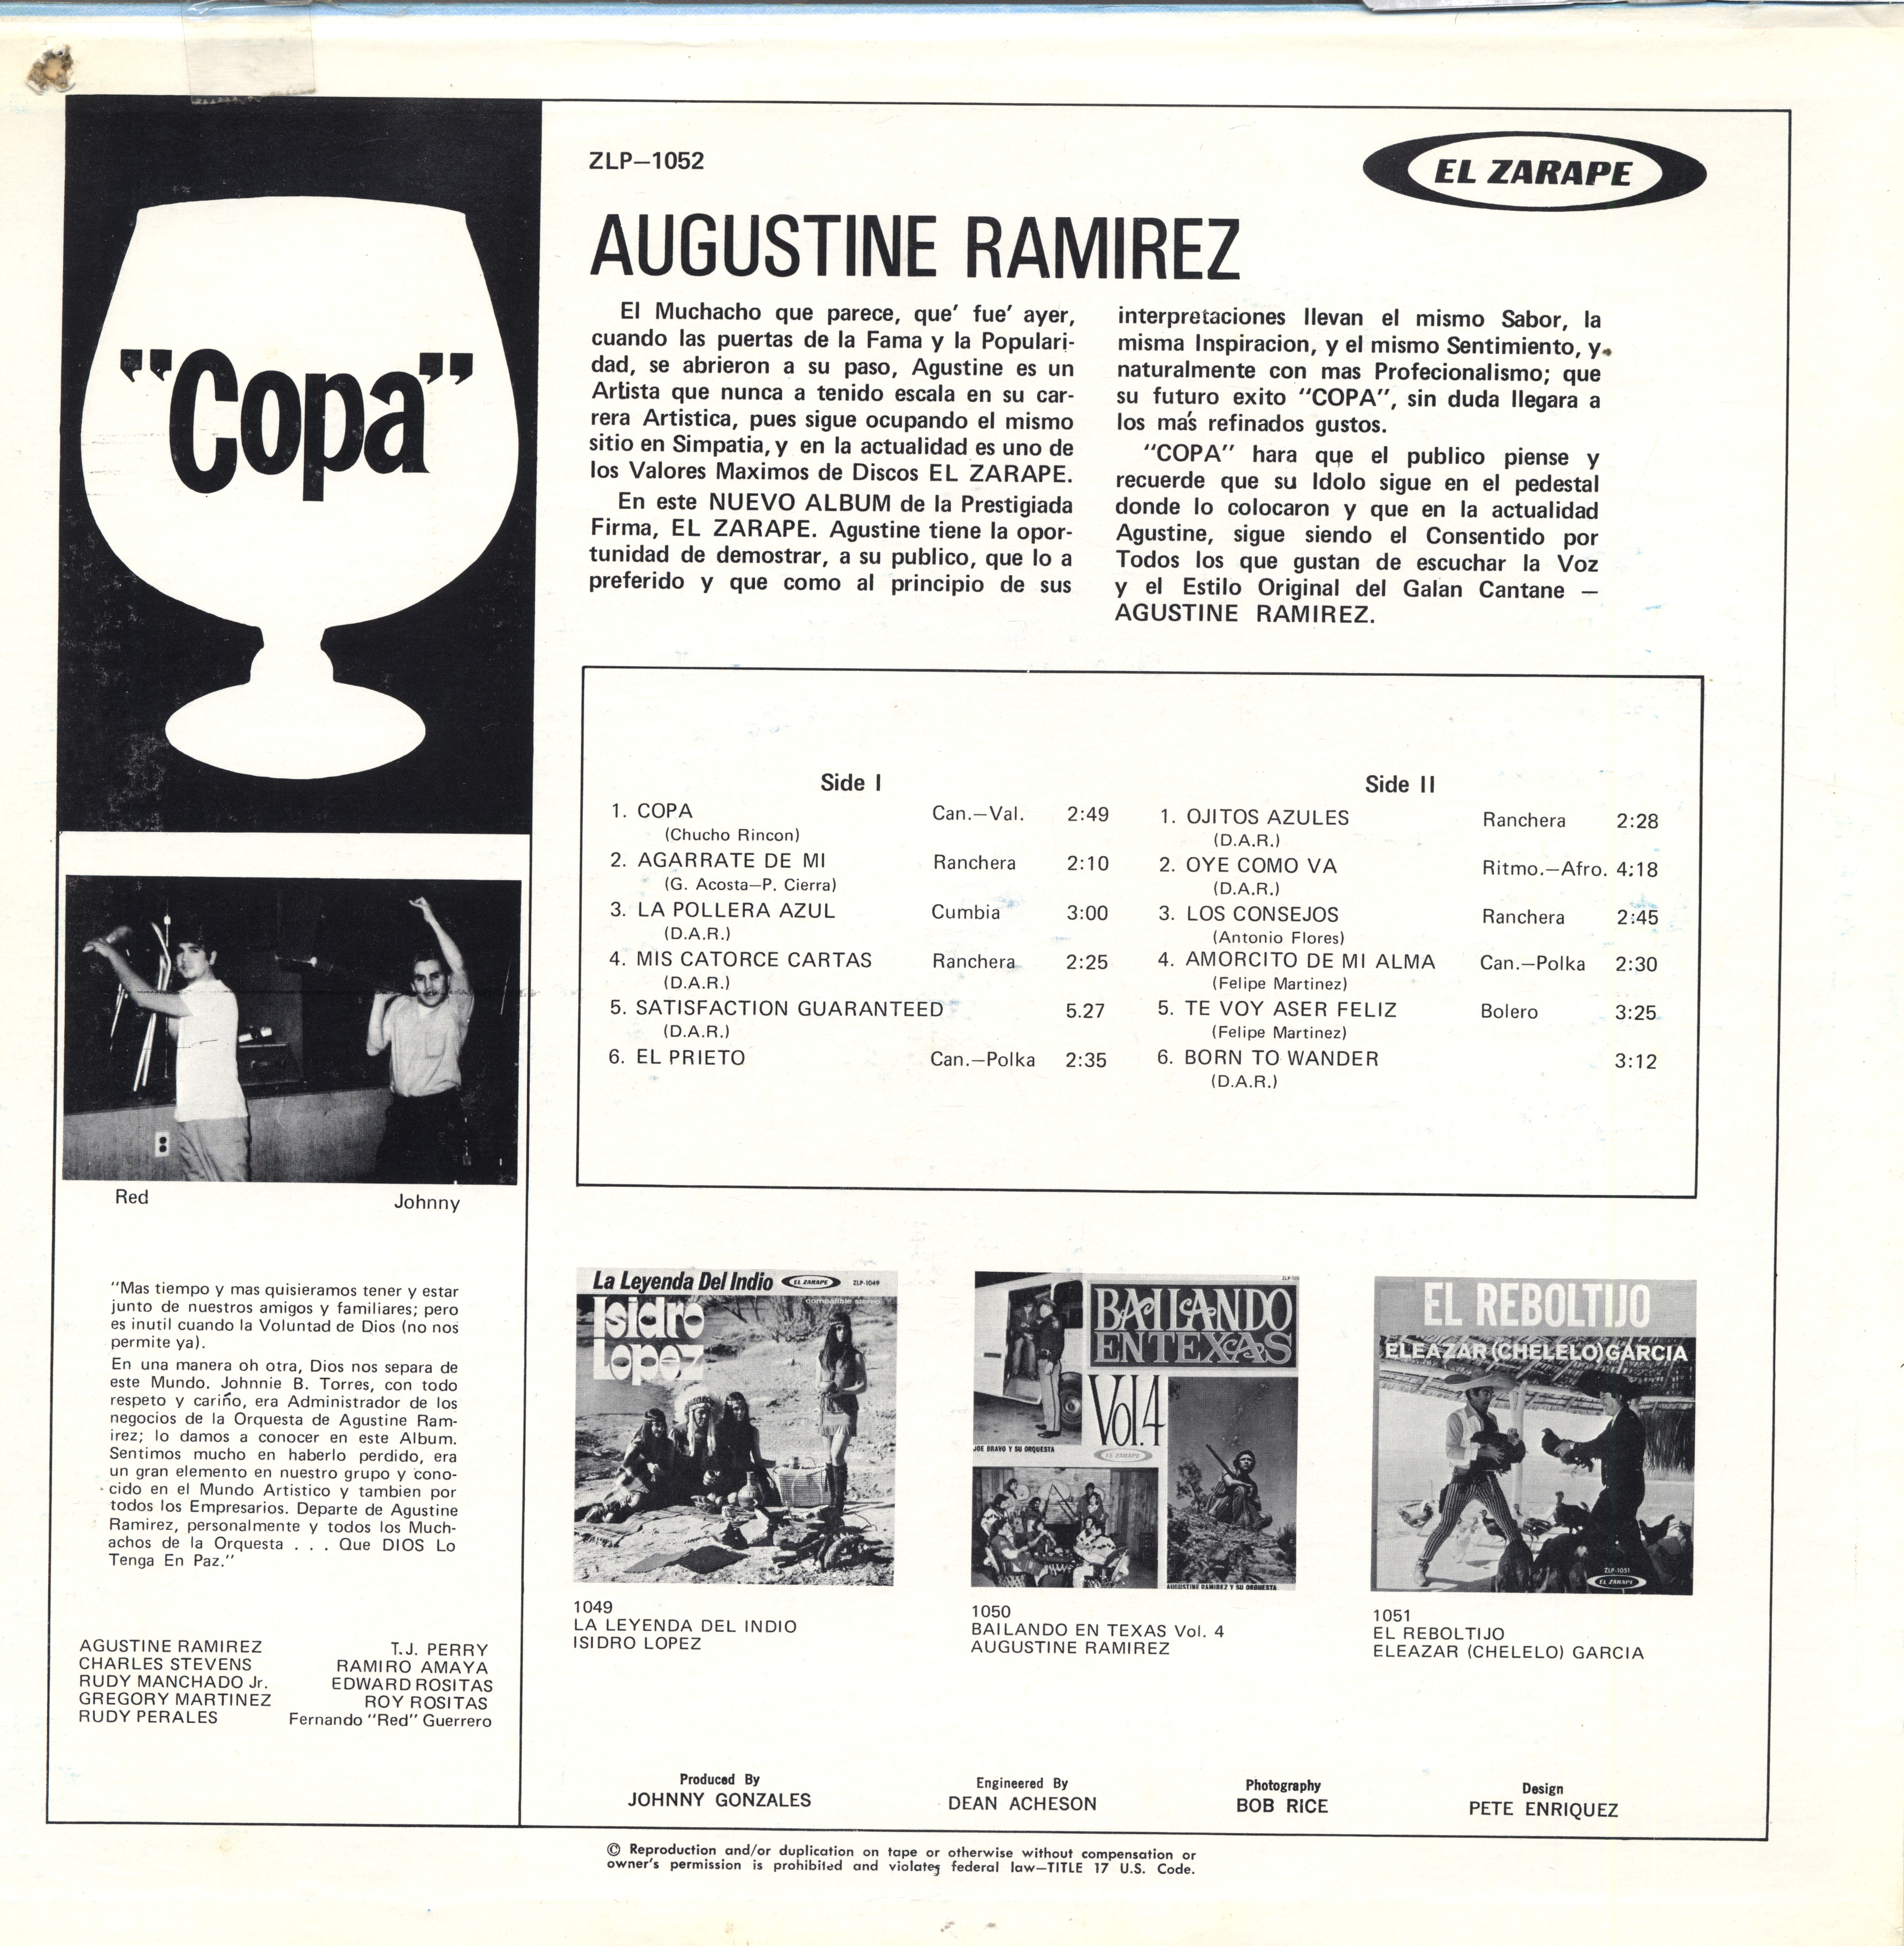 "Copa"
ZLP–1052
EL ZARAPE
AUGUSTINE RAMIREZ
El Muchacho que parece, que' fue' ayer,
cuando las puertas de la Fama y la Populari-
dad, se abrieron a su paso, Agustine es un
Artista que nunca a tenido escala en su car-
rera Artistica, pues sigue ocupando el mismo
sitio en Simpatia, y en la actualidad es uno de
los Valores Maximos de Discos EL ZARAPE.
En este NUEVO ALBUM de la Prestigiada
Firma, EL ZARAPE. Agustine tiene la opor-
tunidad de demostrar, a su publico, que lo a
preferido y que como al principio de sus
interpretaciones llevan el mismo Sabor, la
misma Inspiracion, y el mismo Sentimiento, y
naturalmente con mas Profecionalismo; que
su futuro exito "COPA", sin duda llegara a
los más refinados gustos.
"COPA" hara que el publico piense y
recuerde que su Idolo sigue en el pedestal
donde lo colocaron y que en la actualidad
Agustine, sigue siendo el Consentido por
Todos los que gustan de escuchar la Voz
y el Estilo Original del Galan Cantane –
AGUSTINE RAMIREZ.
Side I
1. COPA Can.–Val. 2:49
(Chucho Rincon)
2. AGARRATE DE MI Ranchera 2:10
(G. Acosta–P. Cierra)
3. LA POLLERA AZUL Cumbia 3:00
(D.A.R.)
4. MIS CATORCE CARTAS Ranchera 2:25
(D.A.R.)
5. SATISFACTION GUARANTEED 5.27
(D.A.R.)
6. EL PRIETO Can.–Polka 2:35
Side II
1. OJITOS AZULES Ranchera 2:28
(D.A.R.)
2. OYE COMO VA Ritmo.–Afro. 4:18
(D.A.R.)
3. LOS CONSEJOS Ranchera 2:45
(Antonio Flores)
4. AMORCITO DE MI ALMA Can.–Polka 2:30
(Felipe Martinez)
5. TE VOY ASER FELIZ Bolero 3:25
(Felipe Martinez)
6. BORN TO WANDER 3:12
(D.A.R.)
Red Johnny
"Mas tiempo y mas quisieramos tener y estar
junto de nuestros amigos y familiares; pero
es inutil cuando la Voluntad de Dios (no nos
permite ya).
En una manera oh otra, Dios nos separa de
este Mundo. Johnnie B. Torres, con todo
respeto y cariño, era Administrador de los
negocios de la Orquesta de Agustine Ram-
irez; lo damos a conocer en este Album.
Sentimos mucho en haberlo perdido, era
un gran elemento en nuestro grupo y cono-
cido en el Mundo Artistico y tambien por
todos los Empresarios. Departe de Agustine
Ramirez, personalmente y todos los Much-
achos de la Orquesta . . . Que DIOS Lo
Tenga En Paz."
AGUSTINE RAMIREZ
CHARLES STEVENS
RUDY MANCHADO Jr.
GREGORY MARTINEZ
RUDY PERALES
T.J. PERRY
RAMIRO AMAYA
EDWARD ROSITAS
ROY ROSITAS
Fernando "Red" Guerrero
La Leyenda Del Indio EL ZARAPE ZLP-1049
compatible stereo
Isidro
Lopez
1049
LA LEYENDA DEL INDIO
ISIDRO LOPEZ
BAILANDO
EN TEXAS
Vol. 4
EL ZARAPE
JOE BRAVO Y SU ORQUESTA
AUGUSTINE RAMIREZ Y SU ORQUESTA
1050
BAILANDO EN TEXAS Vol. 4
AUGUSTINE RAMIREZ
EL REBOLTIJO
ELEAZAR (CHELELO) GARCIA
ZLP-1051
EL ZARAPE
1051
EL REBOLTIJO
ELEAZAR (CHELELO) GARCIA
Produced By
JOHNNY GONZALES
Engineered By
DEAN ACHESON
Photography
BOB RICE
Design
PETE ENRIQUEZ
© Reproduction and/or duplication on tape or otherwise without compensation or
owner's permission is prohibited and violates federal law—TITLE 17 U.S. Code.